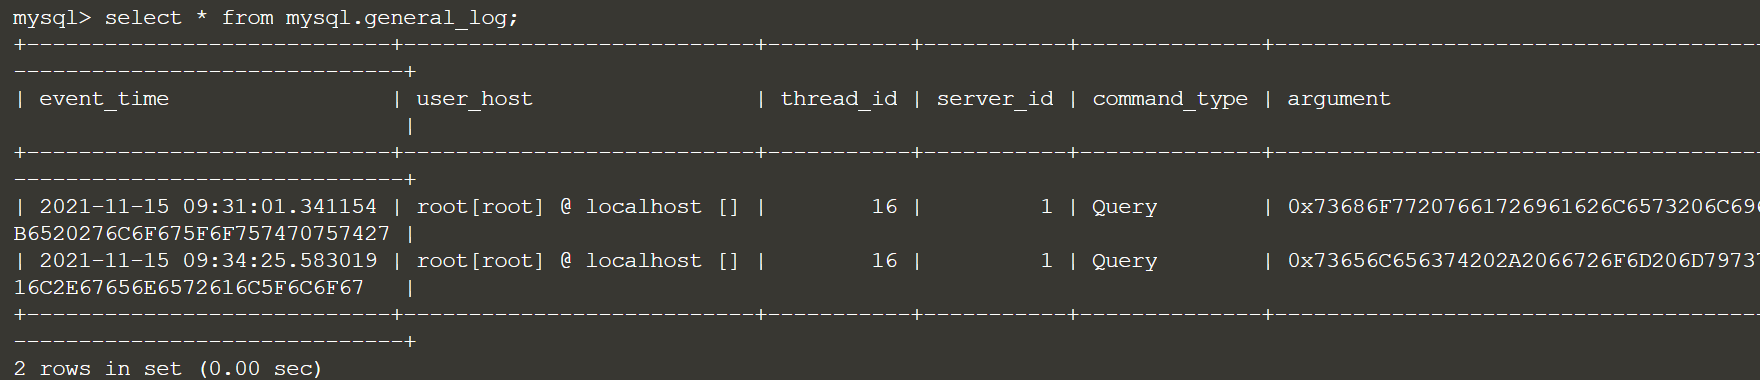 mysql> select * from mysql.general_log;
+----------------------------+---------------------------+-----------+-----------+--------------+-------------------------------------
------------------------------+
| event_time                 | user_host                 | thread_id | server_id | command_type | argument
                              |
+----------------------------+---------------------------+-----------+-----------+--------------+-------------------------------------
------------------------------+
| 2021-11-15 09:31:01.341154 | root[root] @ localhost [] |        16 |         1 | Query        | 0x73686F77207661726961626C6573206C696
B6520276C6F675F6F757470757427 |
| 2021-11-15 09:34:25.583019 | root[root] @ localhost [] |        16 |         1 | Query        | 0x73656C656374202A2066726F6D206D79737
16C2E67656E6572616C5F6C6F67   |
+----------------------------+---------------------------+-----------+-----------+--------------+-------------------------------------
------------------------------+
2 rows in set (0.00 sec)